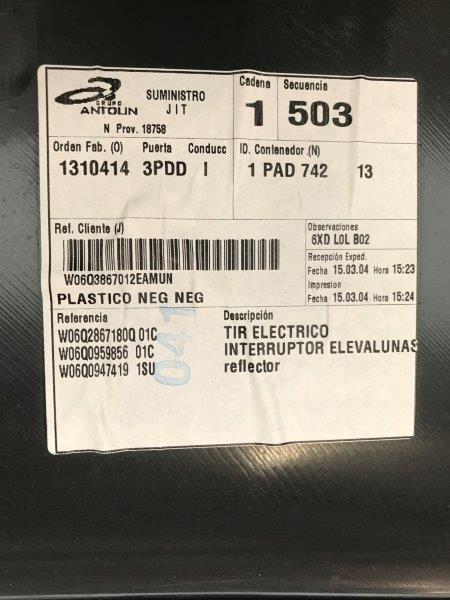 GRUPO
ANTOLIN
SUMINISTRO
JIT
N Prov. 18758
Cadena
1
Secuencia
503
Orden Fab. (O) Puerta Conducc
1310414 3PDD I
ID. Contenedor (N)
1 PAD 742 13
Ref. Cliente (J)
W06Q3867012EAMUN
PLASTICO NEG NEG
Observaciones
6XD L0L B02
Recepción Exped.
Fecha 15.03.04 Hora 15:23
Impresion
Fecha 15.03.04 Hora 15:24
Referencia
W06Q2867180Q 01C
W06Q0959856 01C
W06Q0947419 1SU
041
Descripción
TIR ELECTRICO
INTERRUPTOR ELEVALUNAS
reflector